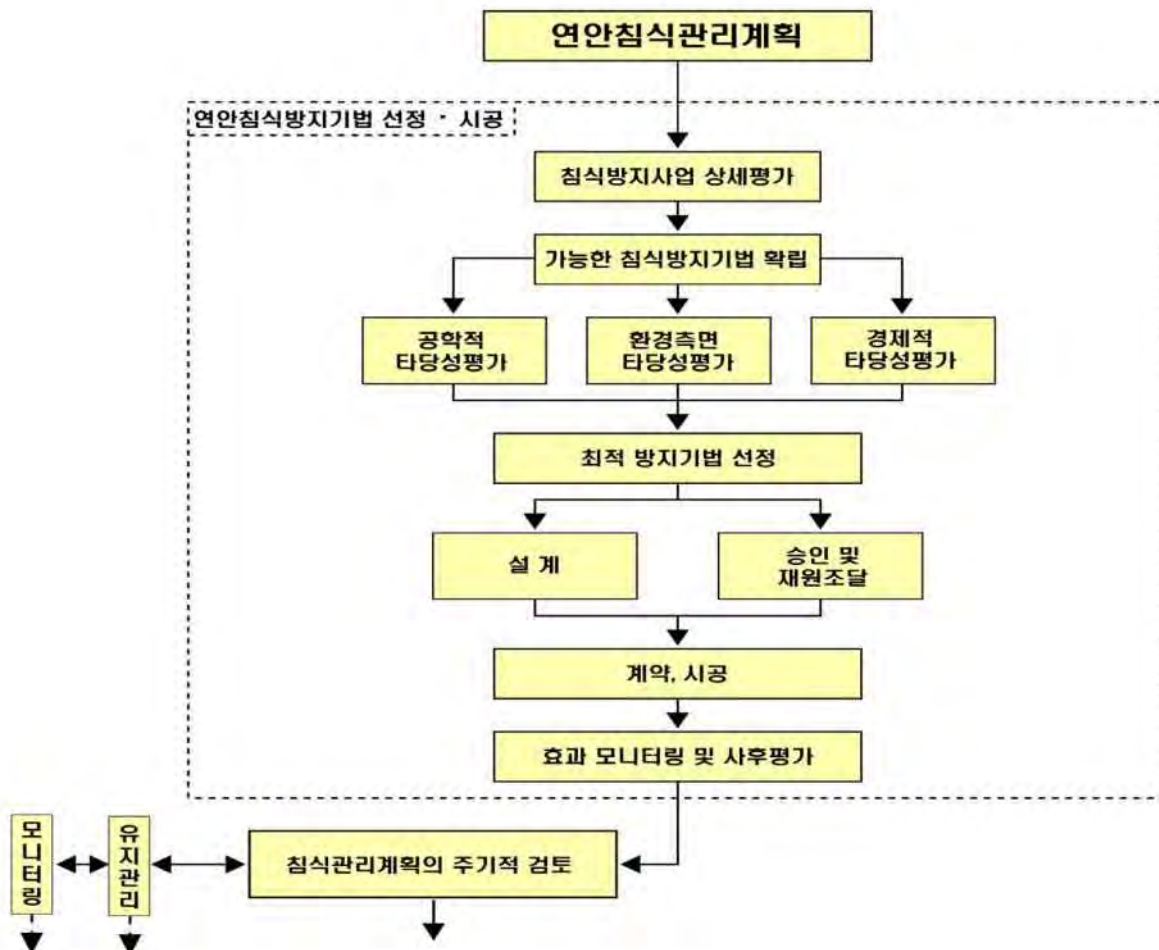 연안침식관리계획
연안침식방지기법 선정 · 시공
침식방지사업 상세평가
가능한 침식방지기법 확립
공학적
타당성평가
환경측면
타당성평가
경제적
타당성평가
최적 방지기법 선정
설 계
승인 및
재원조달
계약, 시공
효과 모니터링 및 사후평가
모니터링
유지관리
침식관리계획의 주기적 검토